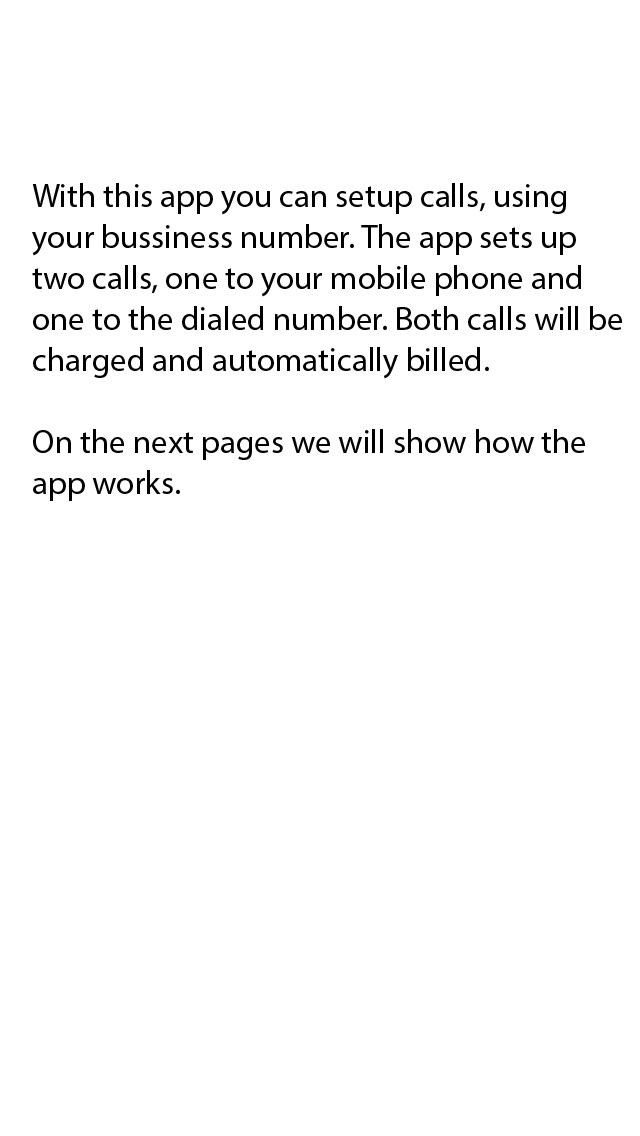 With this app you can setup calls, using
your bussiness number. The app sets up
two calls, one to your mobile phone and
one to the dialed number. Both calls will be
charged and automatically billed.
On the next pages we will show how the
app works.